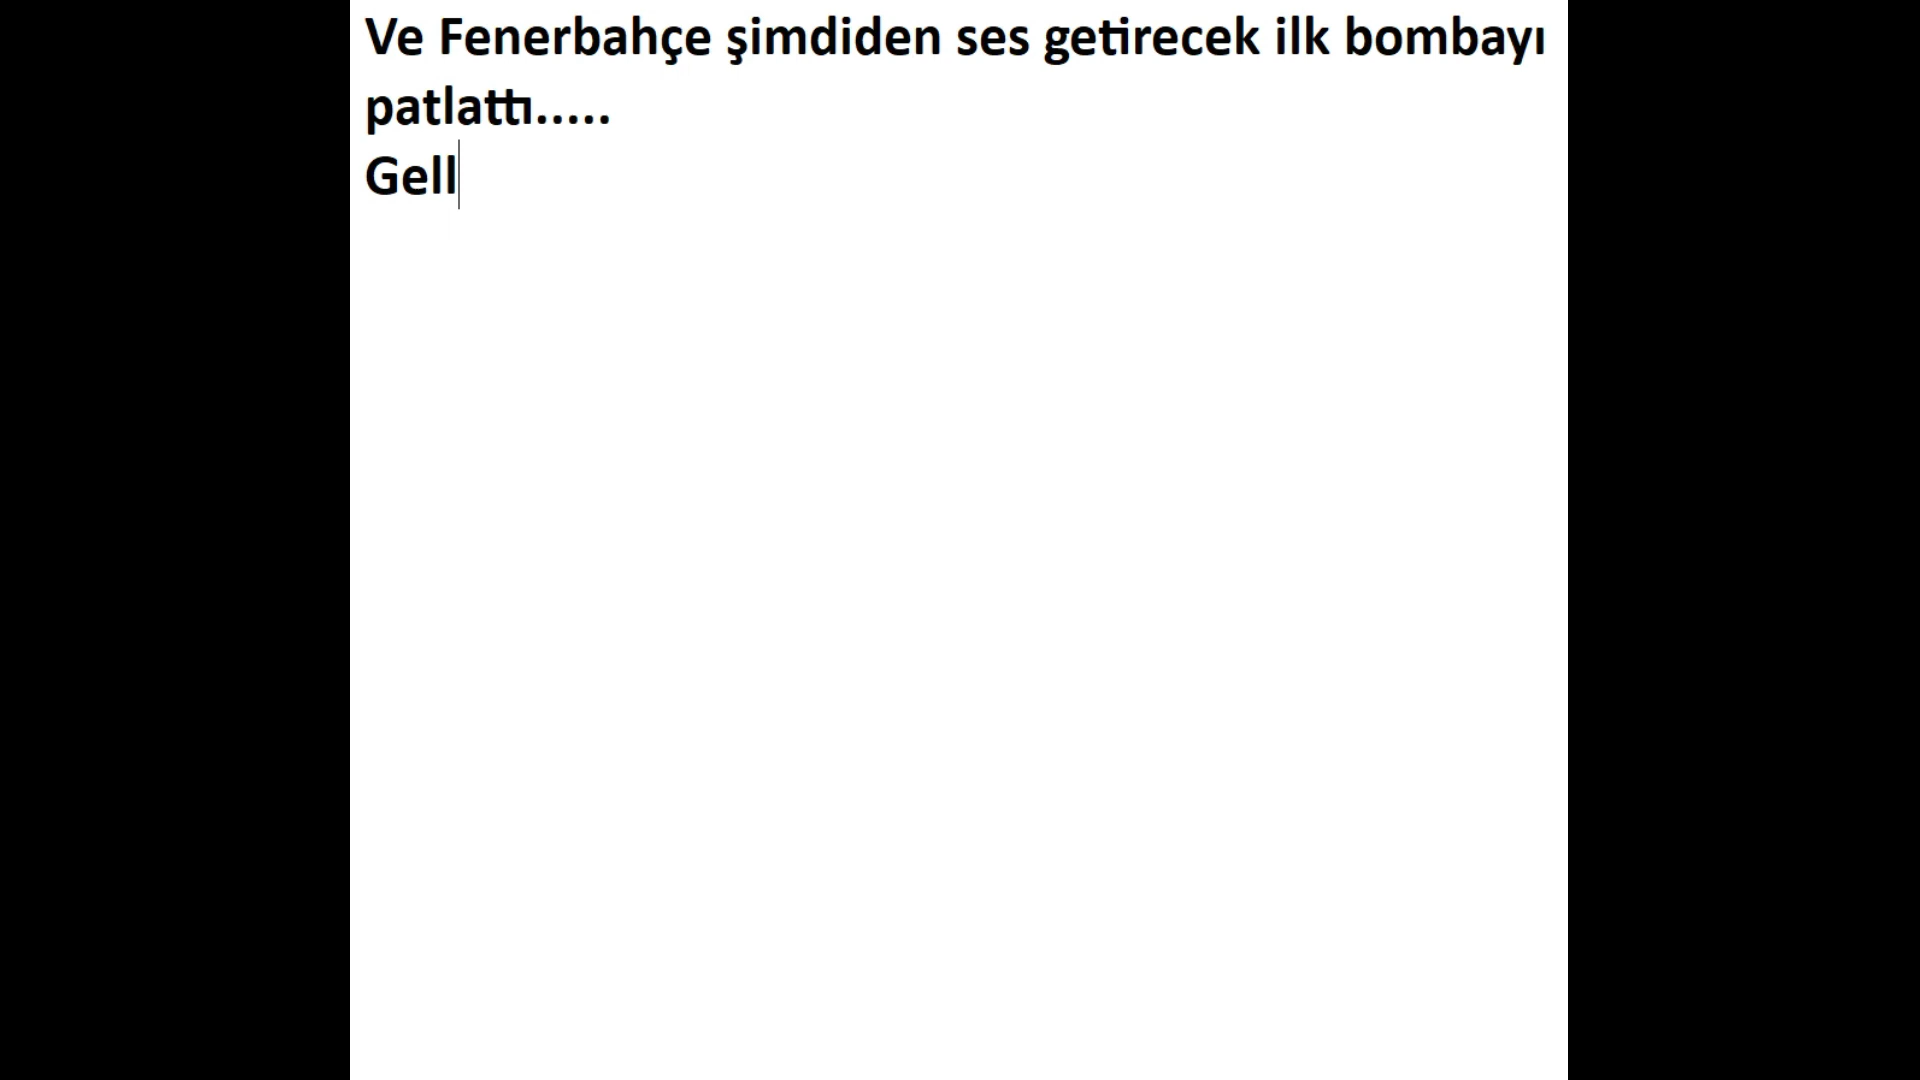 Ve Fenerbahçe şimdiden ses getirecek ilk bombayı
patlattı.....
Gell